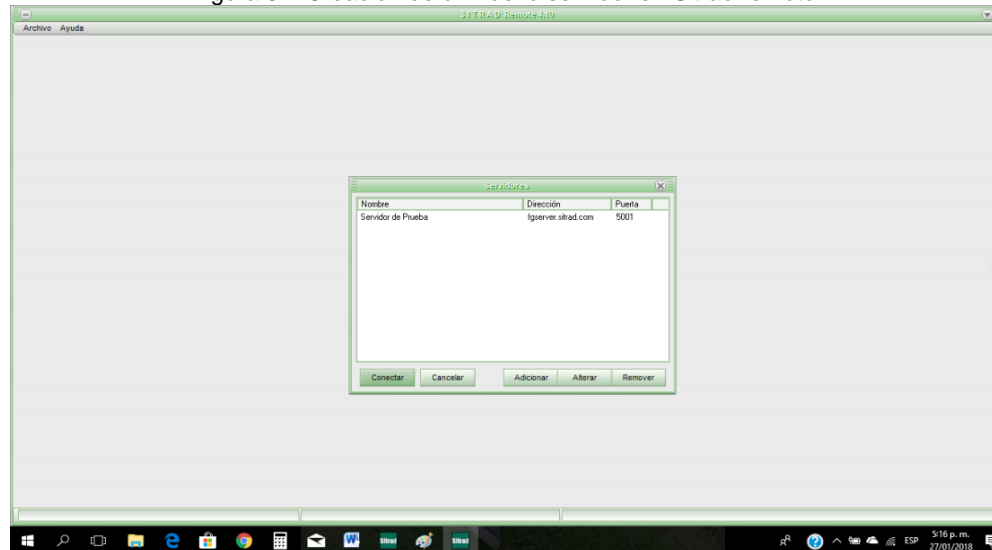 SITRAD Remote 4.10
Archivo Ayuda
Servidores
Nombre Dirección Puerta
Servidor de Prueba fgserver.sitrad.com 5001
Conectar Cancelar Adicionar Alterar Remover
Sitrad Sitrad
ESP 5:16 p. m.
27/01/2018